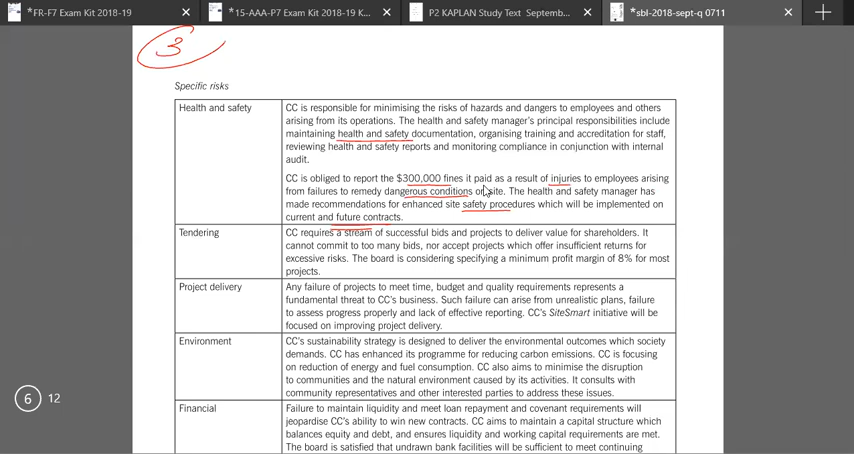 *FR-F7 Exam Kit 2018-19
*15-AAA-P7 Exam Kit 2018-19 K...
P2 KAPLAN Study Text Septemb...
*sbl-2018-sept-q 0711
3
Specific risks
Health and safety
CC is responsible for minimising the risks of hazards and dangers to employees and others
arising from its operations. The health and safety manager's principal responsibilities include
maintaining health and safety documentation, organising training and accreditation for staff,
reviewing health and safety reports and monitoring compliance in conjunction with internal
audit.
CC is obliged to report the $300,000 fines it paid as a result of injuries to employees arising
from failures to remedy dangerous conditions on site. The health and safety manager has
made recommendations for enhanced site safety procedures which will be implemented on
current and future contracts.
Tendering
CC requires a stream of successful bids and projects to deliver value for shareholders. It
cannot commit to too many bids, nor accept projects which offer insufficient returns for
excessive risks. The board is considering specifying a minimum profit margin of 8% for most
projects.
Project delivery
Any failure of projects to meet time, budget and quality requirements represents a
fundamental threat to CC's business. Such failure can arise from unrealistic plans, failure
to assess progress properly and lack of effective reporting. CC's SiteSmart initiative will be
focused on improving project delivery.
Environment
CC's sustainability strategy is designed to deliver the environmental outcomes which society
demands. CC has enhanced its programme for reducing carbon emissions. CC is focusing
on reduction of energy and fuel consumption. CC also aims to minimise the disruption
to communities and the natural environment caused by its activities. It consults with
community representatives and other interested parties to address these issues.
6 12
Financial
Failure to maintain liquidity and meet loan repayment and covenant requirements will
jeopardise CC's ability to win new contracts. CC aims to maintain a capital structure which
balances equity and debt, and ensures liquidity and working capital requirements are met.
The board is satisfied that undrawn bank facilities will be sufficient to meet continuing